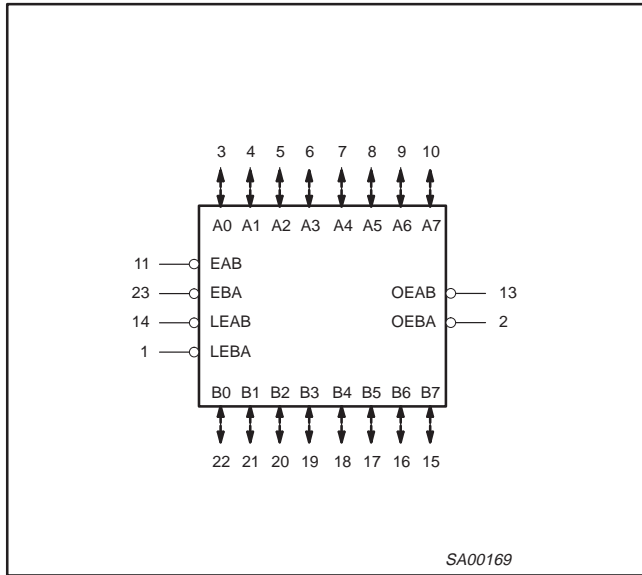 3 4 5 6 7 8 9 10
A0 A1 A2 A3 A4 A5 A6 A7
11 EAB
23 EBA OEAB 13
14 LEAB OEBA 2
1 LEBA
B0 B1 B2 B3 B4 B5 B6 B7
22 21 20 19 18 17 16 15
SA00169